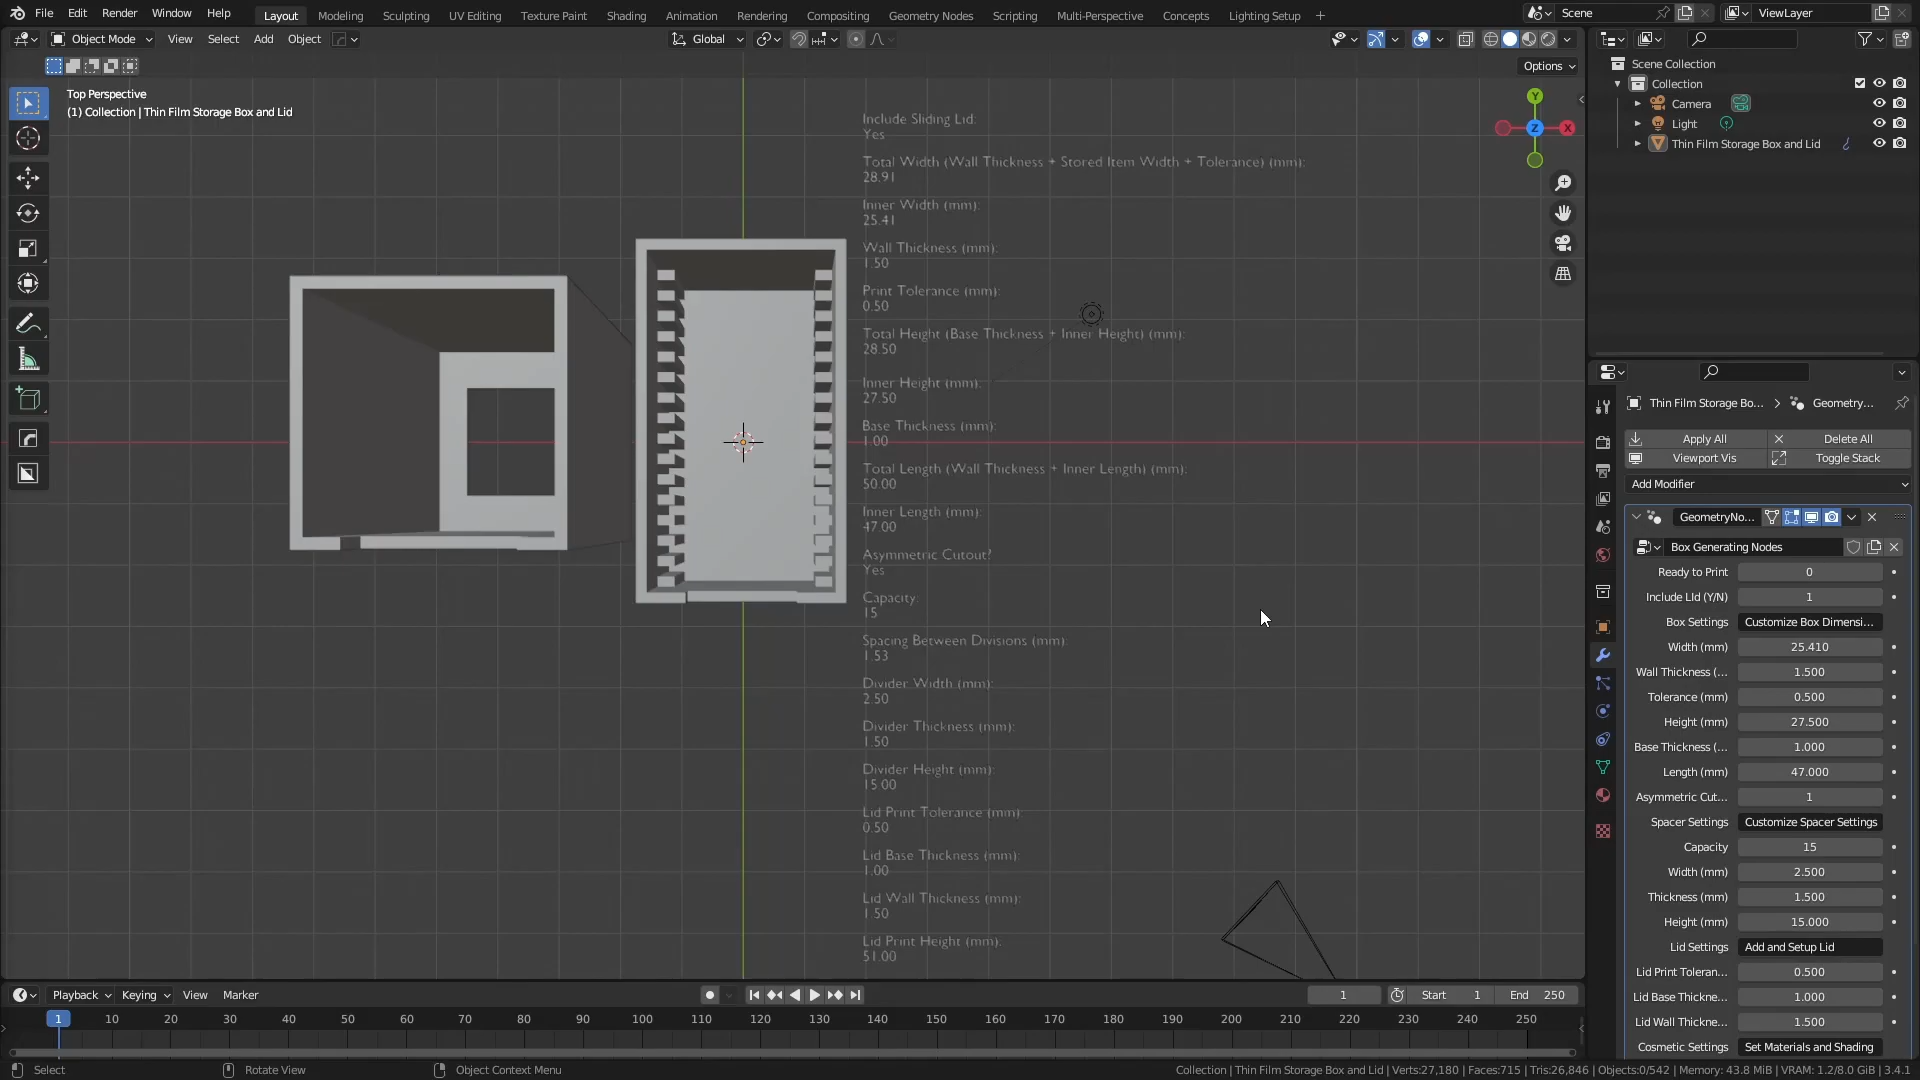 File Edit Render Window Help
Layout Modeling Sculpting UV Editing Texture Paint Shading Animation Rendering Compositing Geometry Nodes Scripting Multi-Perspective Concepts Lighting Setup +
Scene
ViewLayer
Object Mode View Select Add Object
Global
Options
Top Perspective
(1) Collection | Thin Film Storage Box and Lid
Y
X
Z
Include Sliding Lid:
Yes
Total Width (Wall Thickness + Stored Item Width + Tolerance) (mm):
28.91
Inner Width (mm):
25.41
Wall Thickness (mm):
1.50
Print Tolerance (mm):
0.50
Total Height (Base Thickness + Inner Height) (mm):
28.50
Inner Height (mm):
27.50
Base Thickness (mm):
1.00
Total Length (Wall Thickness + Inner Length) (mm):
50.00
Inner Length (mm):
47.00
Asymmetric Cutout?
Yes
Capacity:
15
Spacing Between Divisions (mm):
1.53
Divider Width (mm):
2.50
Divider Thickness (mm):
1.50
Divider Height (mm):
15.00
Lid Print Tolerance (mm):
0.50
Lid Base Thickness (mm):
1.00
Lid Wall Thickness (mm):
1.50
Lid Print Height (mm):
51.00
Scene Collection
Collection
Camera
Light
Thin Film Storage Box and Lid
Thin Film Storage Bo... > Geometry...
Apply All Delete All
Viewport Vis Toggle Stack
Add Modifier
GeometryNo...
Box Generating Nodes
Ready to Print 0
Include LId (Y/N) 1
Box Settings Customize Box Dimensi...
Width (mm) 25.410
Wall Thickness (... 1.500
Tolerance (mm) 0.500
Height (mm) 27.500
Base Thickness (... 1.000
Length (mm) 47.000
Asymmetric Cut... 1
Spacer Settings Customize Spacer Settings
Capacity 15
Width (mm) 2.500
Thickness (mm) 1.500
Height (mm) 15.000
Lid Settings Add and Setup Lid
Lid Print Toleran... 0.500
Lid Base Thickne... 1.000
Lid Wall Thickne... 1.500
Cosmetic Settings Set Materials and Shading
Playback Keying View Marker
1 Start 1 End 250
1 10 20 30 40 50 60 70 80 90 100 110 120 130 140 150 160 170 180 190 200 210 220 230 240 250
Select Rotate View Object Context Menu
Collection | Thin Film Storage Box and Lid | Verts:27,180 | Faces:715 | Tris:26,846 | Objects:0/542 | Memory: 43.8 MiB | VRAM: 1.2/8.0 GiB | 3.4.1